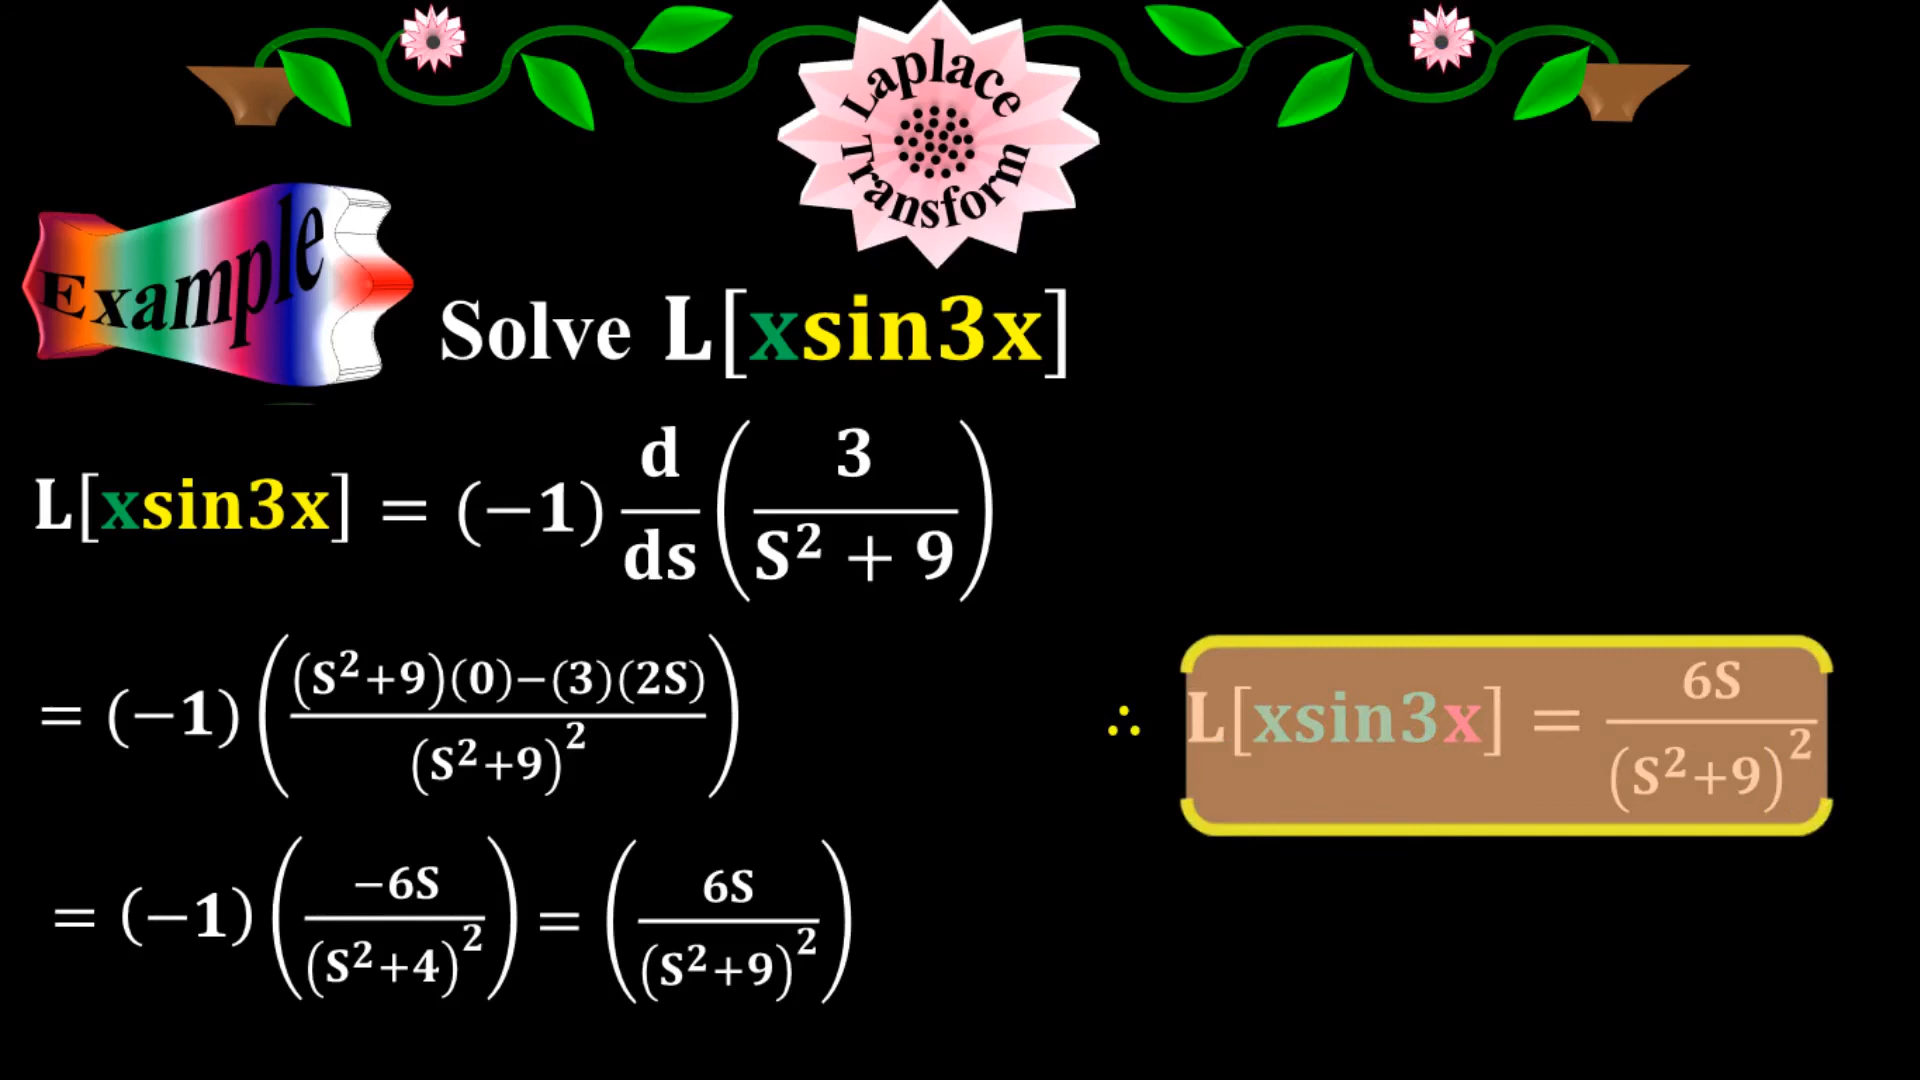 Laplace
Transform
Example
Solve L[xsin3x]
L[xsin3x] = (−1) d/ds (3/(S² + 9))
= (−1) (((S²+9)(0)−(3)(2S))/(S²+9)²)
∴ L[xsin3x] = 6S/(S²+9)²
= (−1) (−6S/(S²+4)²) = (6S/(S²+9)²)